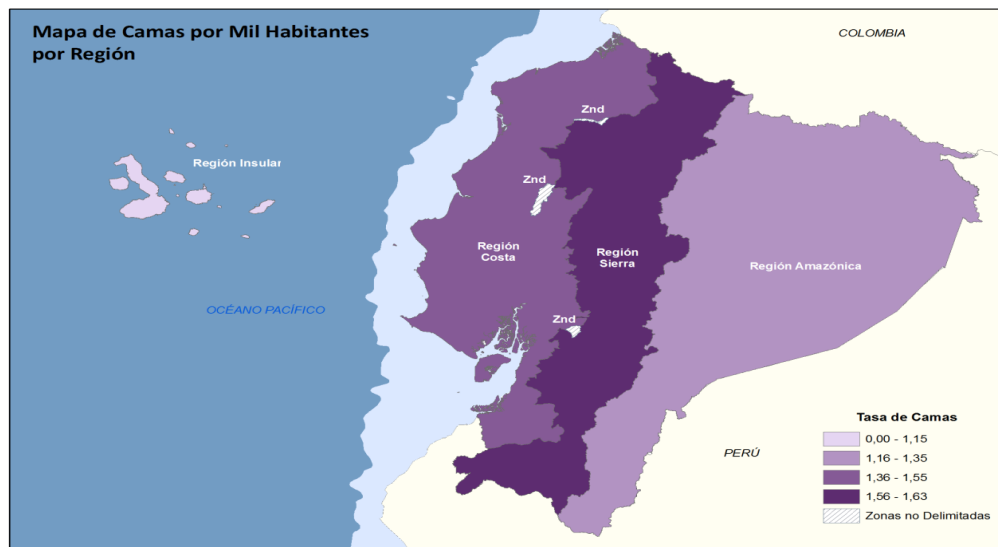 Mapa de Camas por Mil Habitantes
por Región
COLOMBIA
Znd
Región Insular
Znd
Región
Costa
Región
Sierra
Región Amazónica
OCÉANO PACÍFICO
Znd
PERÚ
Tasa de Camas
0,00 - 1,15
1,16 - 1,35
1,36 - 1,55
1,56 - 1,63
Zonas no Delimitadas